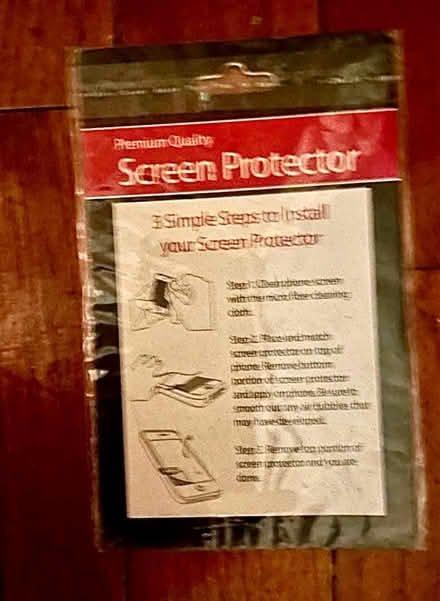 Premium Quality
Screen Protector
3 Simple Steps to Install
your Screen Protector
Step 1. Clean phone screen
with the microfibre cleaning
cloth.
Step 2. Place and match
screen protector on top of
phone. Remove bottom
portion of screen protector
and apply on phone. Be sure to
smooth out any air bubbles that
may have developed.
Step 3. Remove top portion of
screen protector and you are
done.